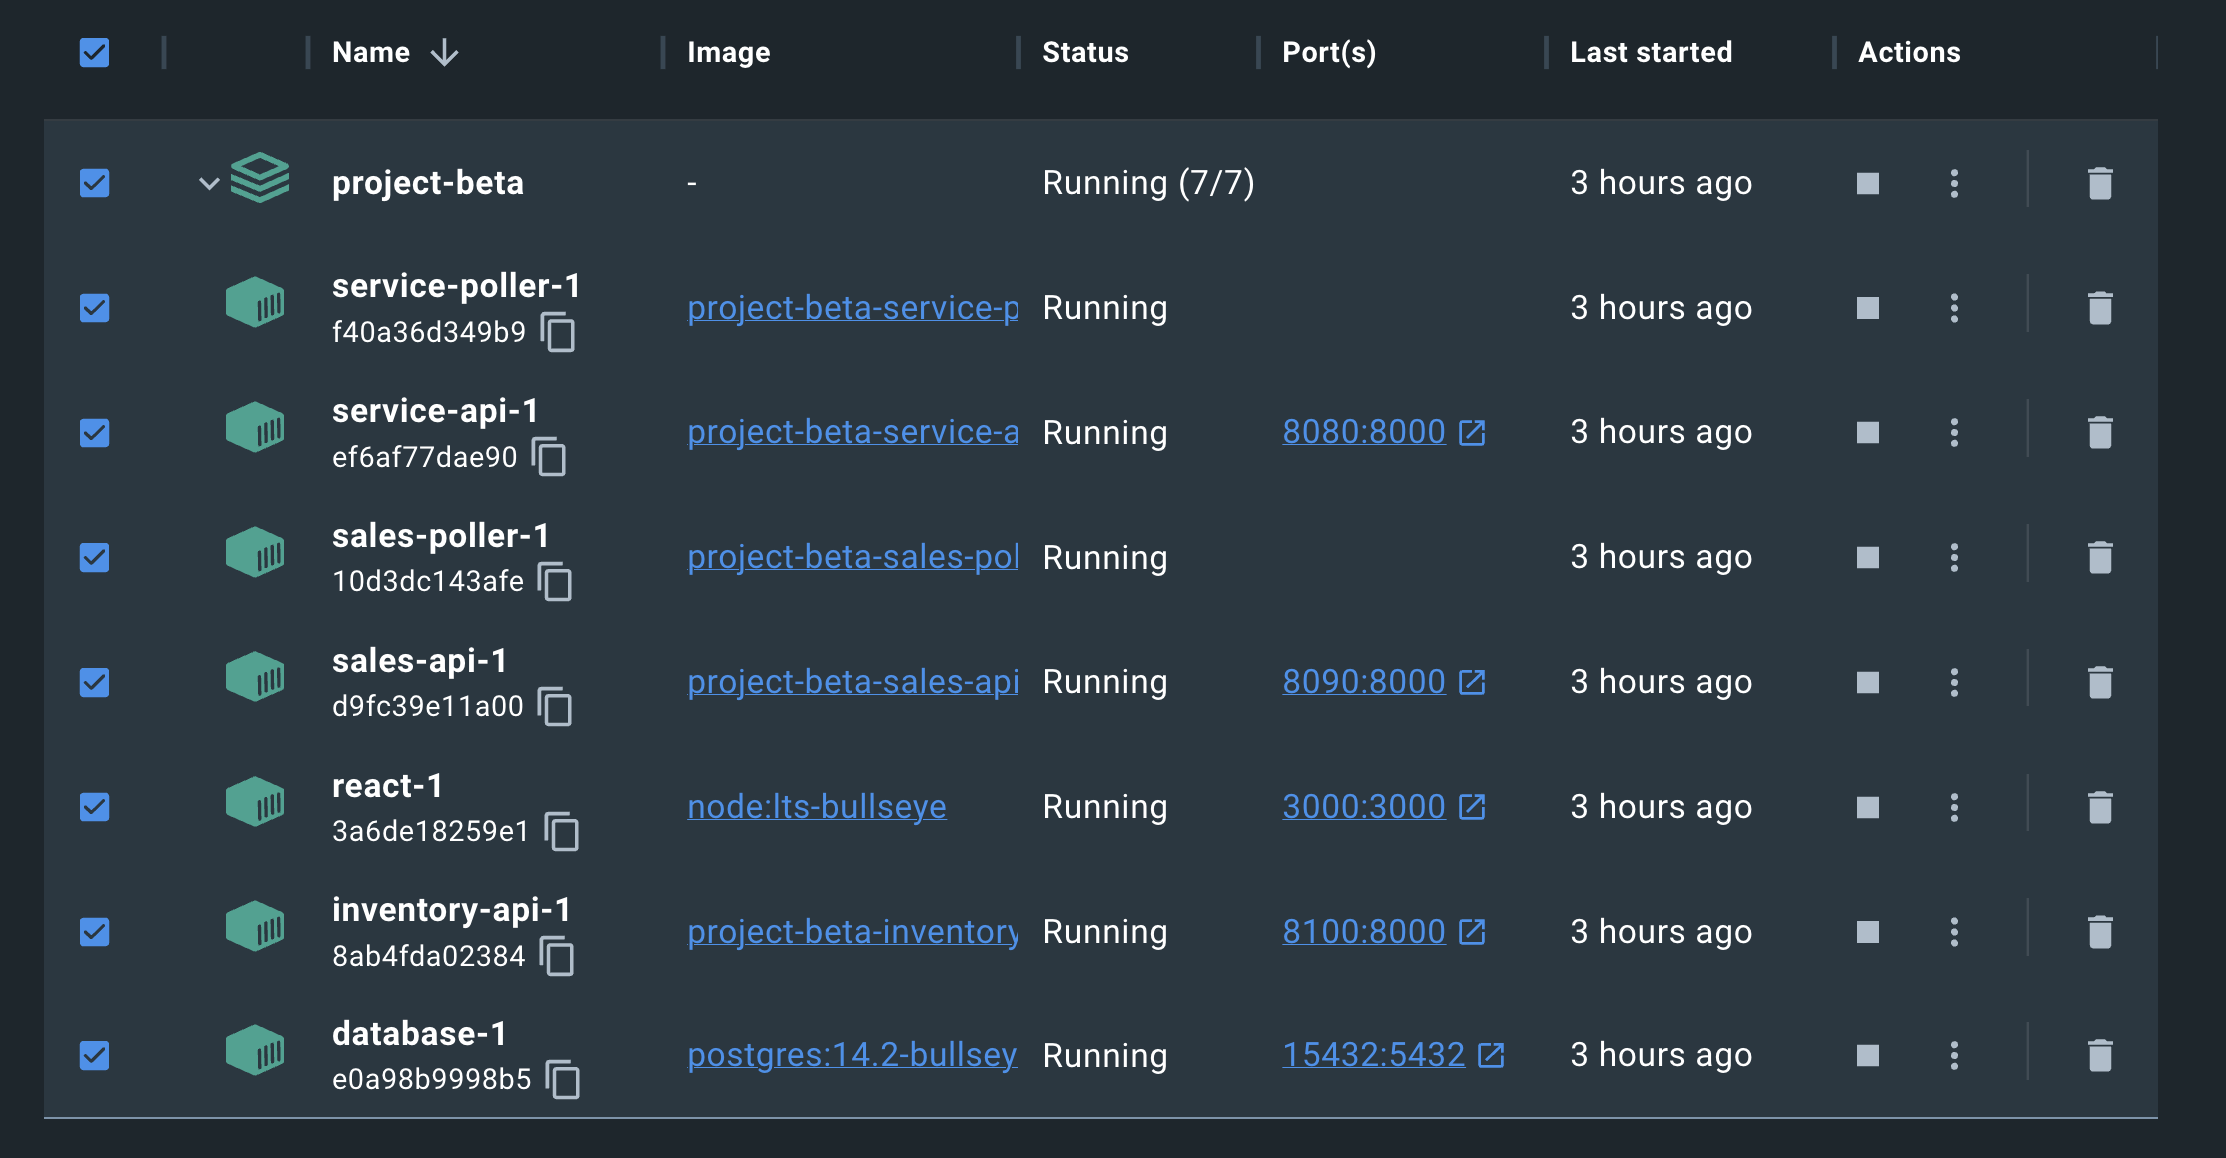 Name Image Status Port(s) Last started Actions
project-beta - Running (7/7) 3 hours ago
service-poller-1
f40a36d349b9
project-beta-service-p Running 3 hours ago
service-api-1
ef6af77dae90
project-beta-service-a Running 8080:8000 3 hours ago
sales-poller-1
10d3dc143afe
project-beta-sales-pol Running 3 hours ago
sales-api-1
d9fc39e11a00
project-beta-sales-api Running 8090:8000 3 hours ago
react-1
3a6de18259e1
node:lts-bullseye Running 3000:3000 3 hours ago
inventory-api-1
8ab4fda02384
project-beta-inventory Running 8100:8000 3 hours ago
database-1
e0a98b9998b5
postgres:14.2-bullsey Running 15432:5432 3 hours ago